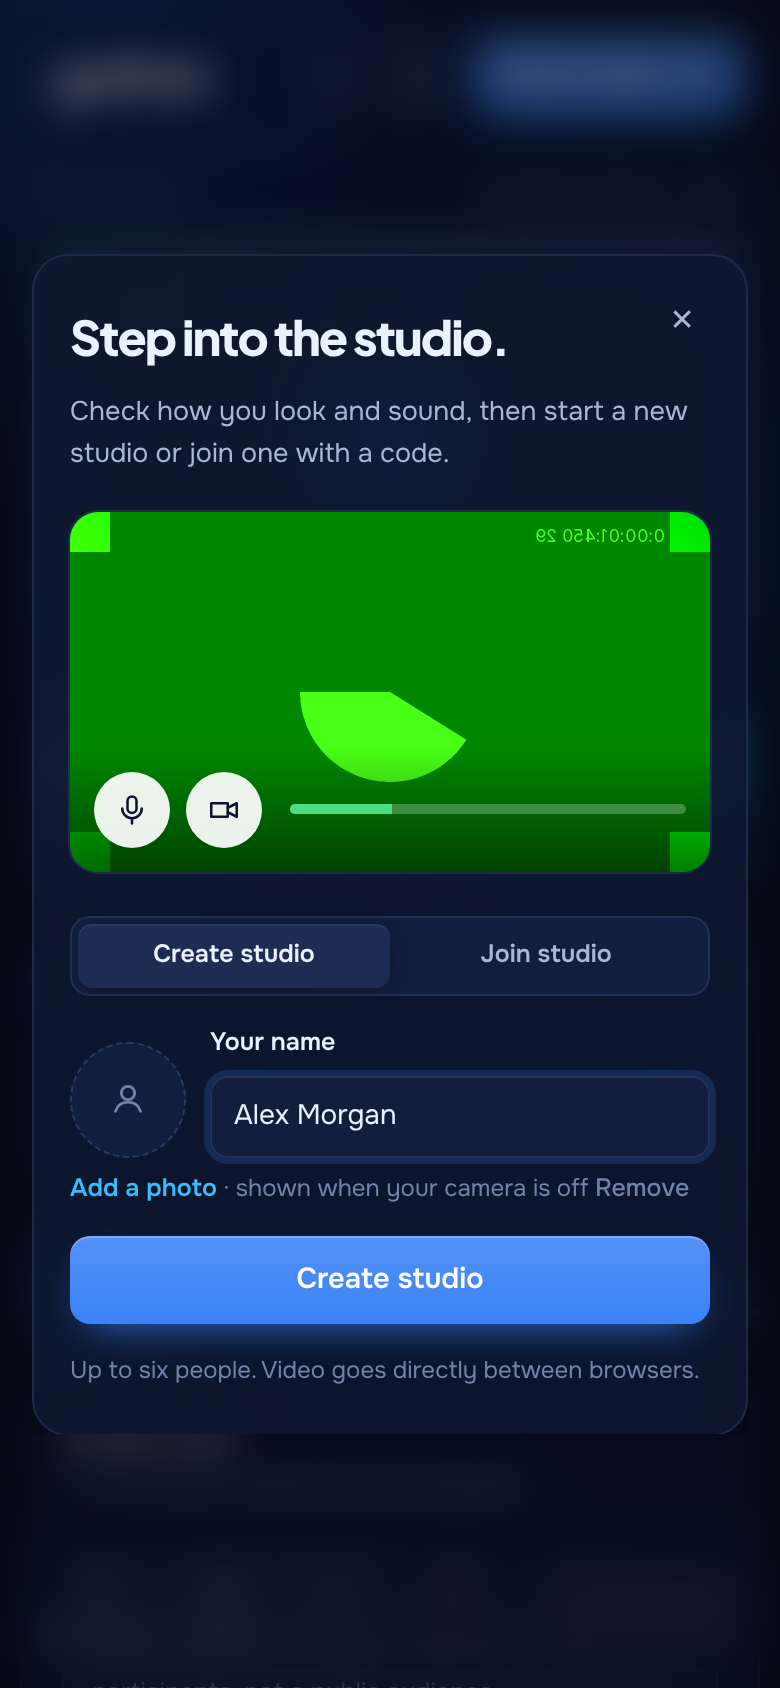 Step into the studio.
Check how you look and sound, then start a new
studio or join one with a code.
0:00:01:450 29
Create studio
Join studio
Your name
Alex Morgan
Add a photo · shown when your camera is off Remove
Create studio
Up to six people. Video goes directly between browsers.